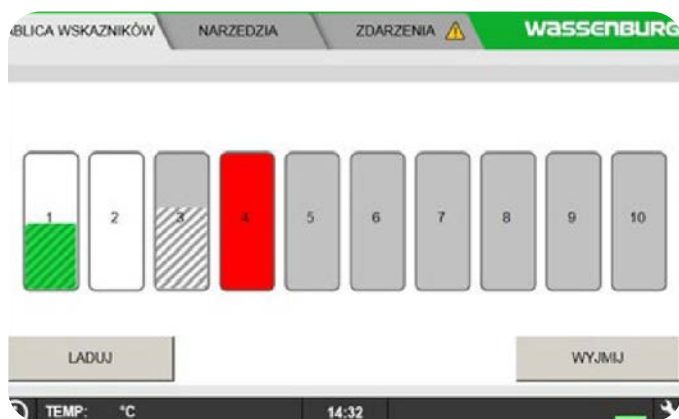 BLICA WSKAZNIKÓW NARZEDZIA ZDARZENIA WASSENBURG
1 2 3 4 5 6 7 8 9 10
LADUJ WYJMIJ
TEMP: °C 14:32